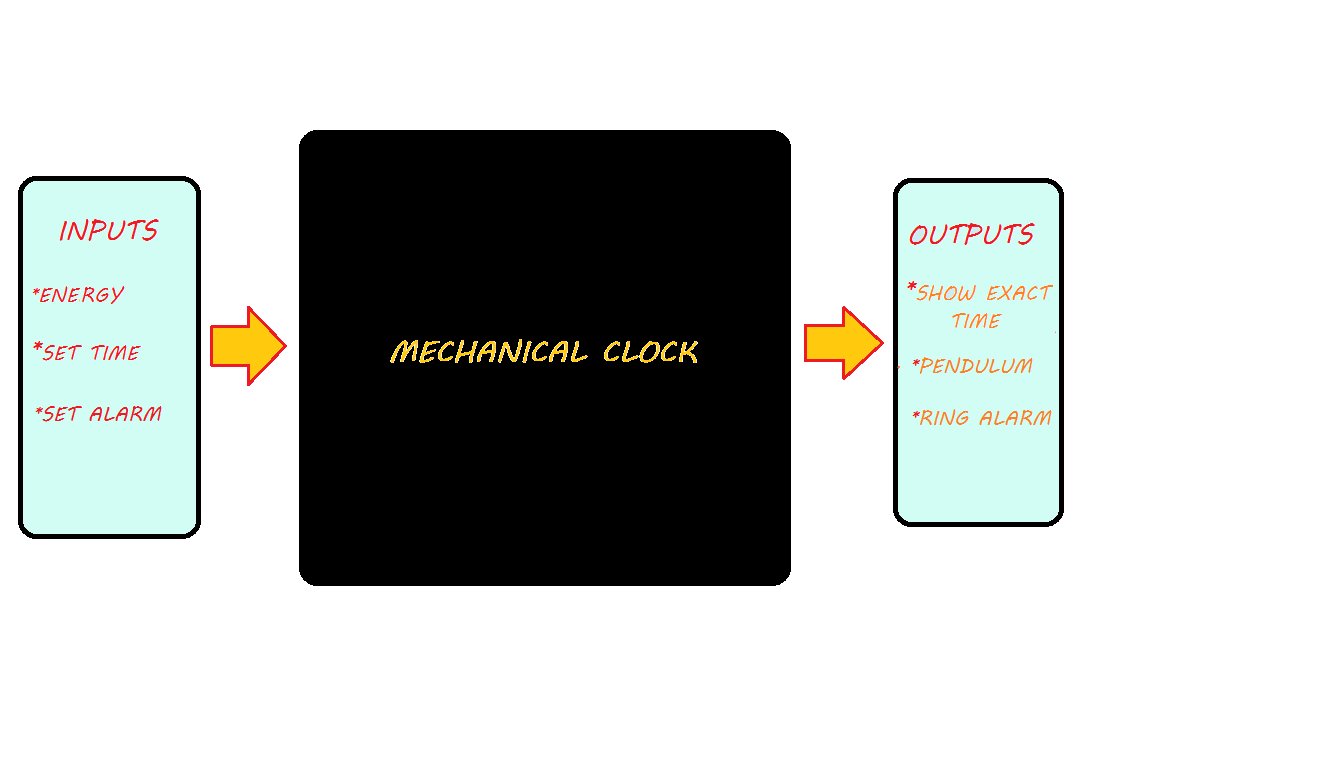 INPUTS
*ENERGY
*SET TIME
*SET ALARM
MECHANICAL CLOCK
OUTPUTS
*SHOW EXACT
TIME
*PENDULUM
*RING ALARM